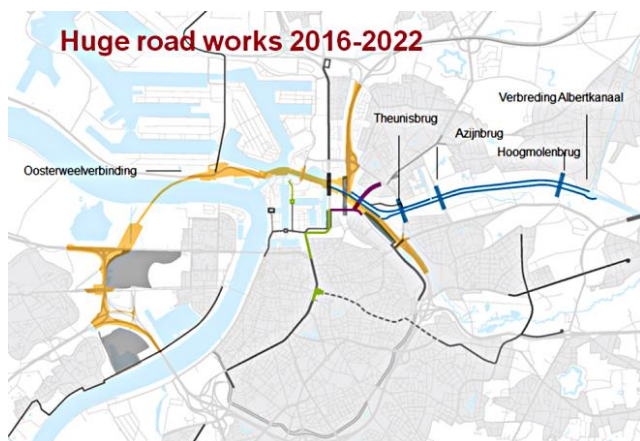 Huge road works 2016-2022
Verbreding Albertkanaal
Theunisbrug
Azijnbrug
Hoogmolenbrug
Oosterweelverbinding